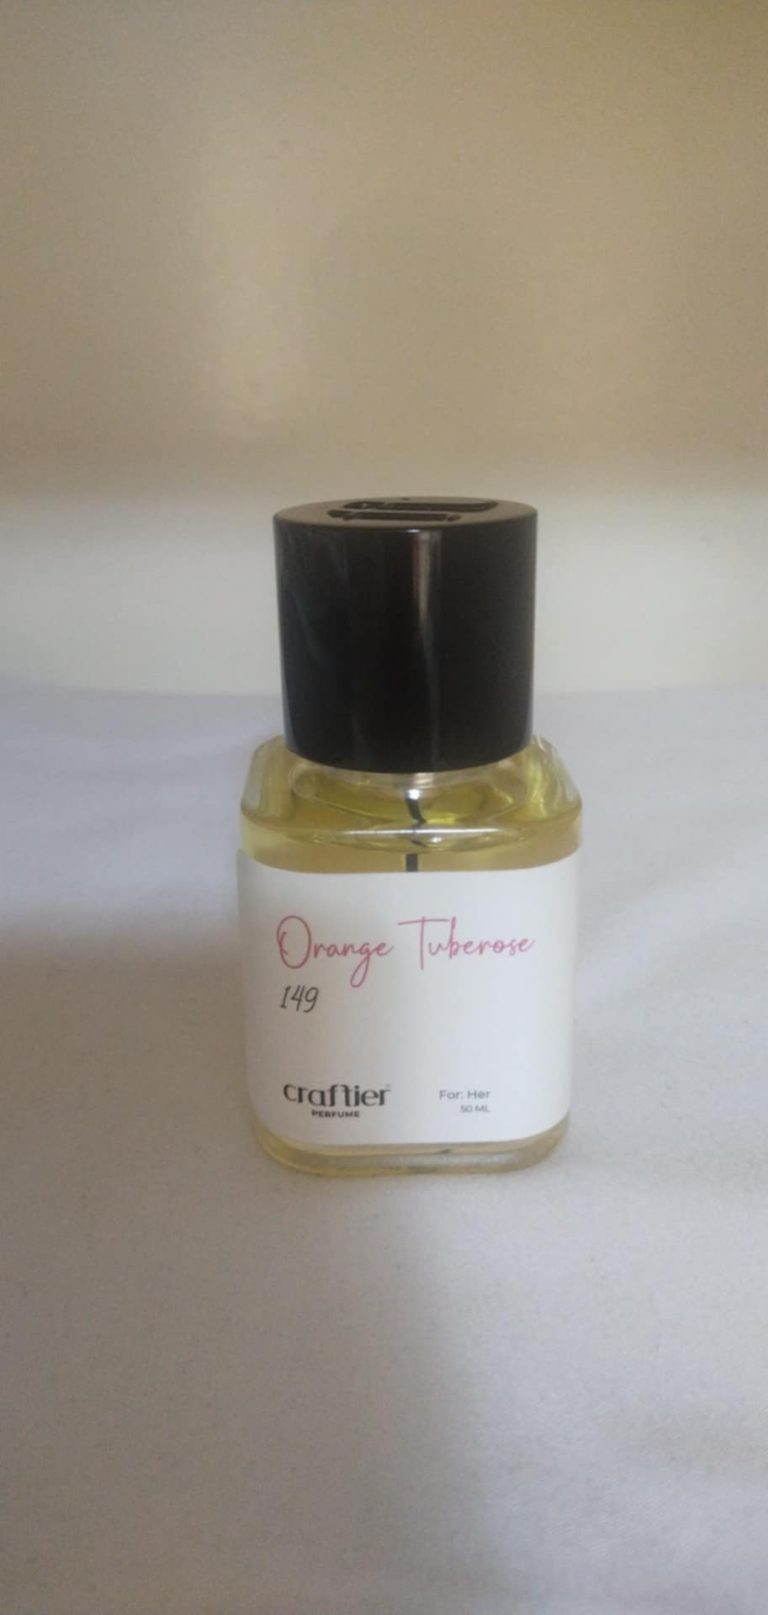 Orange Tuberose
149
craftier
PERFUME
For: Her
50 ML